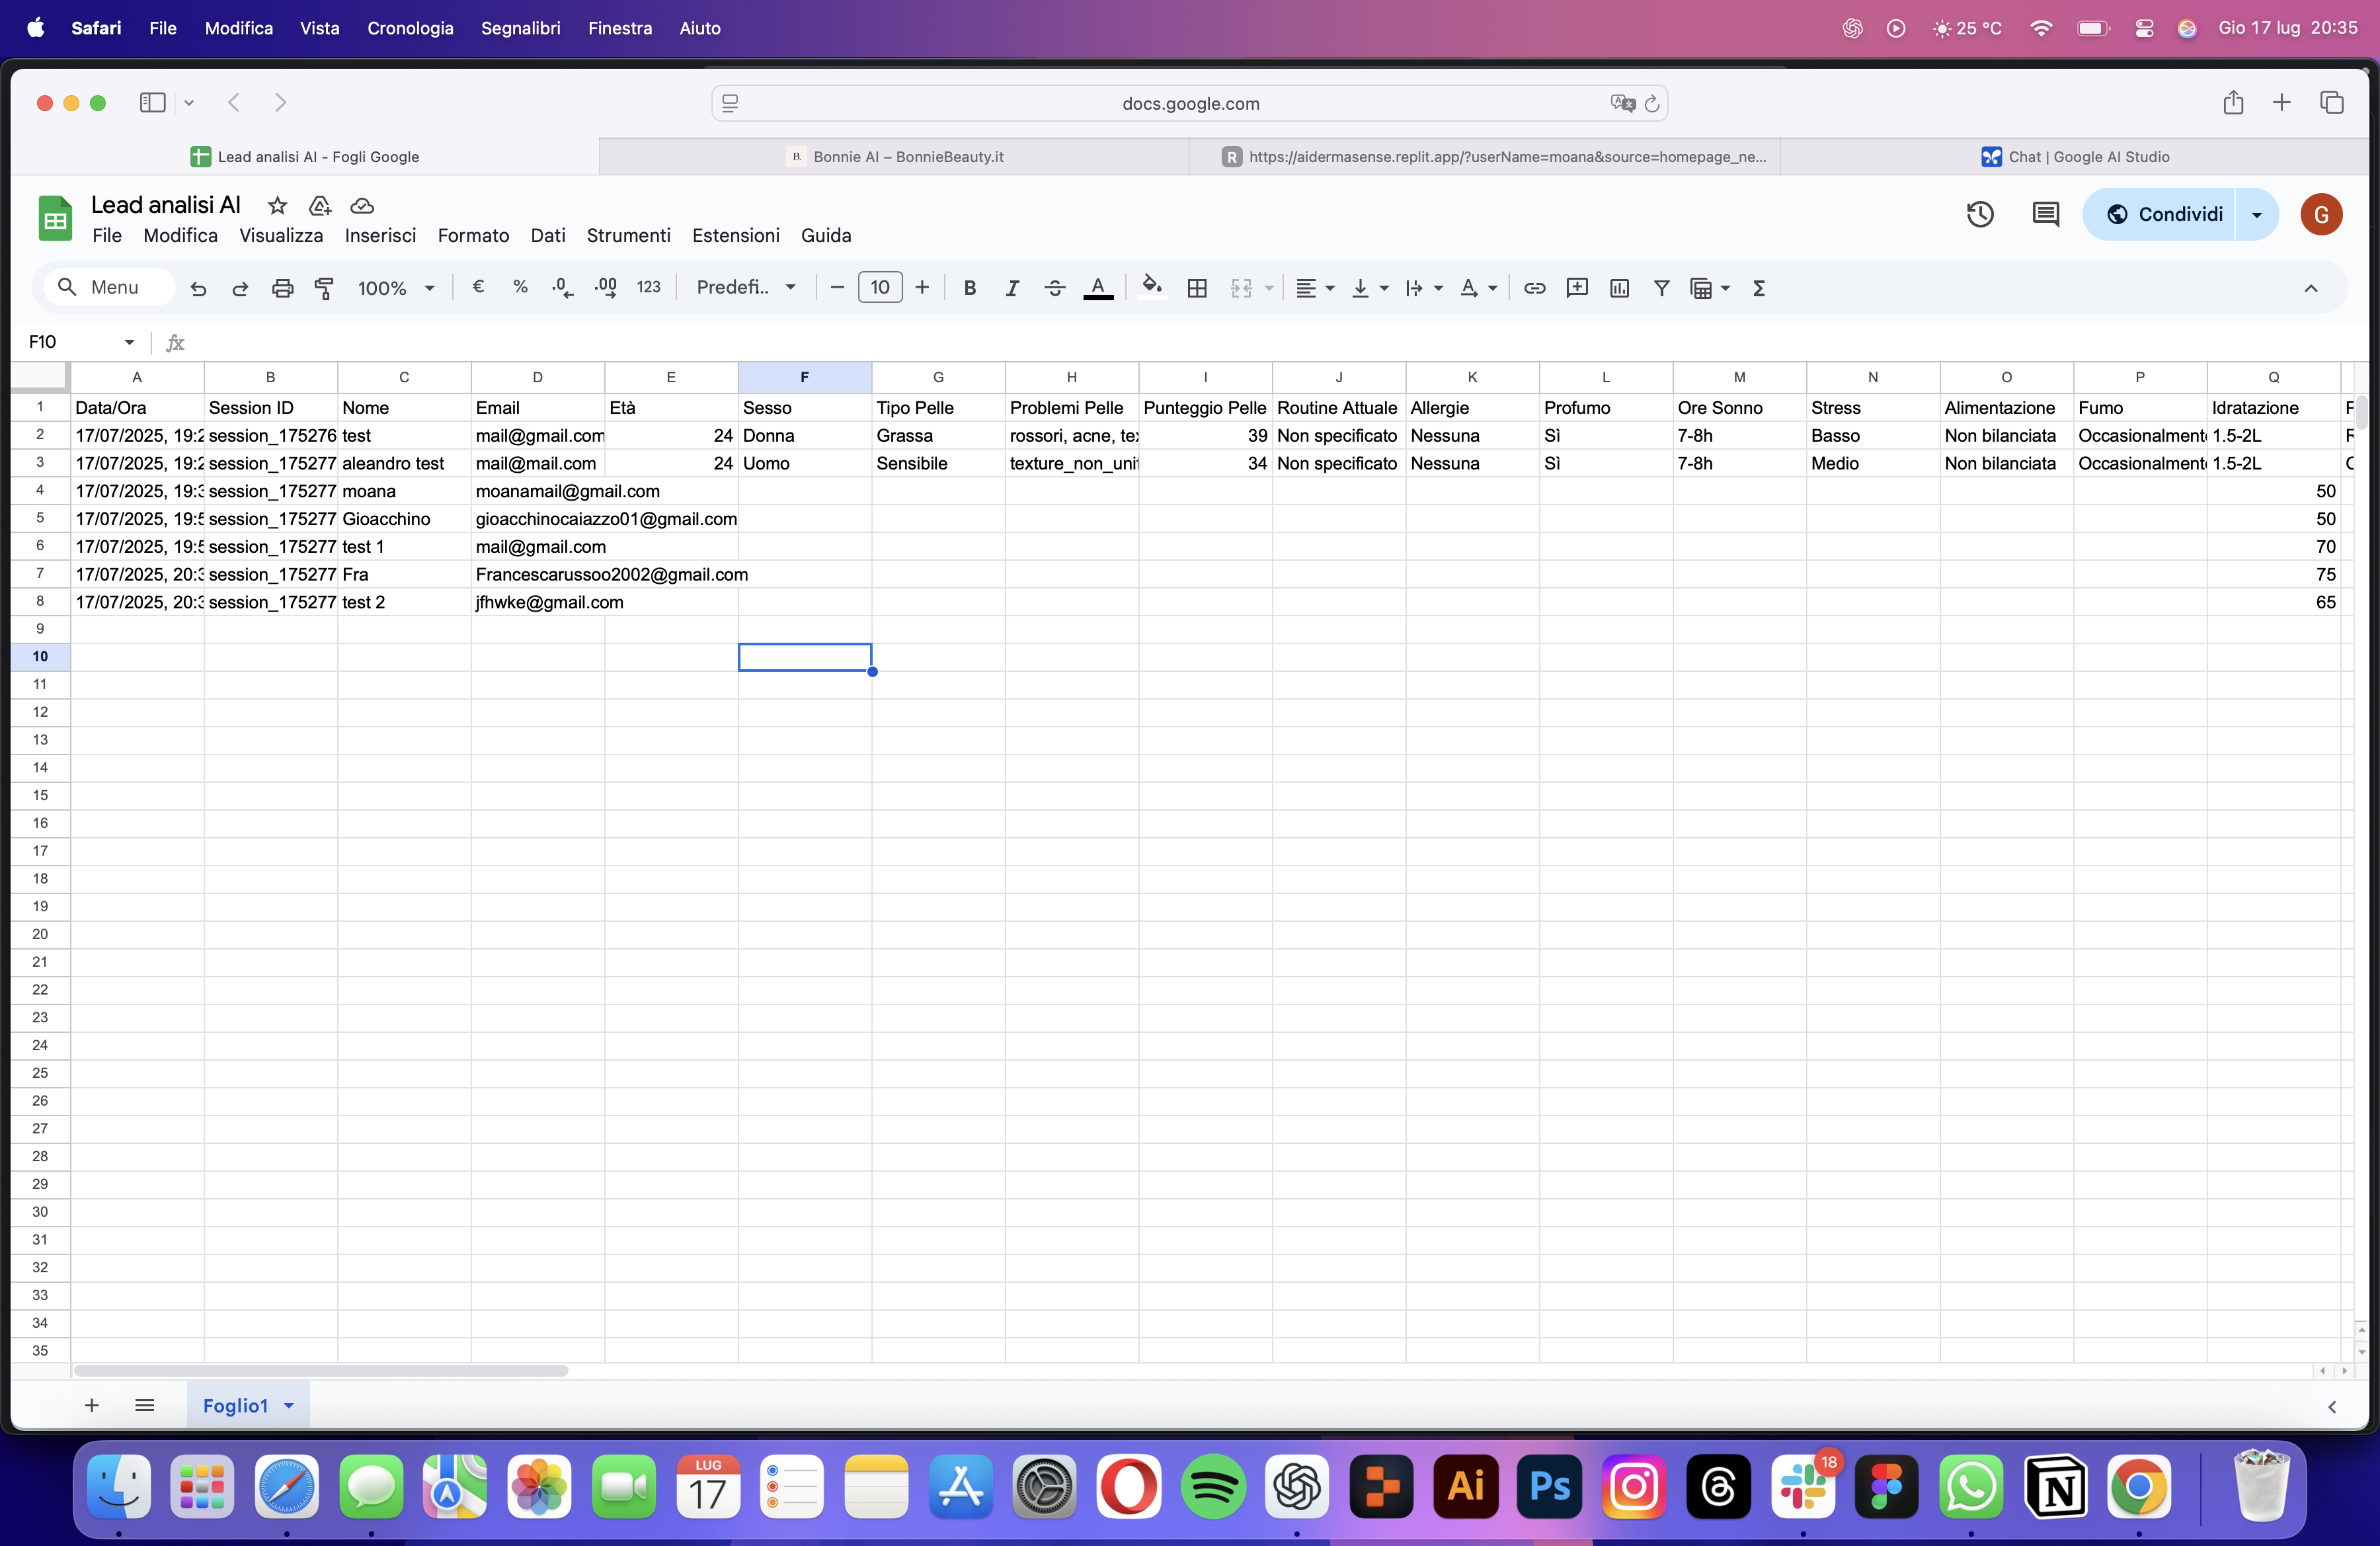 Safari File Modifica Vista Cronologia Segnalibri Finestra Aiuto 25 °C Gio 17 lug 20:35
docs.google.com
Lead analisi AI - Fogli Google B. Bonnie AI – BonnieBeauty.it R https://aidermasense.replit.app/?userName=moana&source=homepage_ne... Chat | Google AI Studio
Lead analisi AI Condividi G
File Modifica Visualizza Inserisci Formato Dati Strumenti Estensioni Guida
Menu 100% € % .0 .00 123 Predefi... 10 B I S A
F10 fx
A B C D E F G H I J K L M N O P Q
1 Data/Ora Session ID Nome Email Età Sesso Tipo Pelle Problemi Pelle Punteggio Pelle Routine Attuale Allergie Profumo Ore Sonno Stress Alimentazione Fumo Idratazione
2 17/07/2025, 19:2 session_175276 test mail@gmail.com 24 Donna Grassa rossori, acne, te 39 Non specificato Nessuna Sì 7-8h Basso Non bilanciata Occasionalment 1.5-2L
3 17/07/2025, 19:2 session_175277 aleandro test mail@mail.com 24 Uomo Sensibile texture_non_uni 34 Non specificato Nessuna Sì 7-8h Medio Non bilanciata Occasionalment 1.5-2L
4 17/07/2025, 19:3 session_175277 moana moanamail@gmail.com 50
5 17/07/2025, 19:5 session_175277 Gioacchino gioacchinocaiazzo01@gmail.com 50
6 17/07/2025, 19:5 session_175277 test 1 mail@gmail.com 70
7 17/07/2025, 20:3 session_175277 Fra Francescarussoo2002@gmail.com 75
8 17/07/2025, 20:3 session_175277 test 2 jfhwke@gmail.com 65
9
10
11
12
13
14
15
16
17
18
19
20
21
22
23
24
25
26
27
28
29
30
31
32
33
34
35
Foglio1
LUG
17
Ai Ps 18